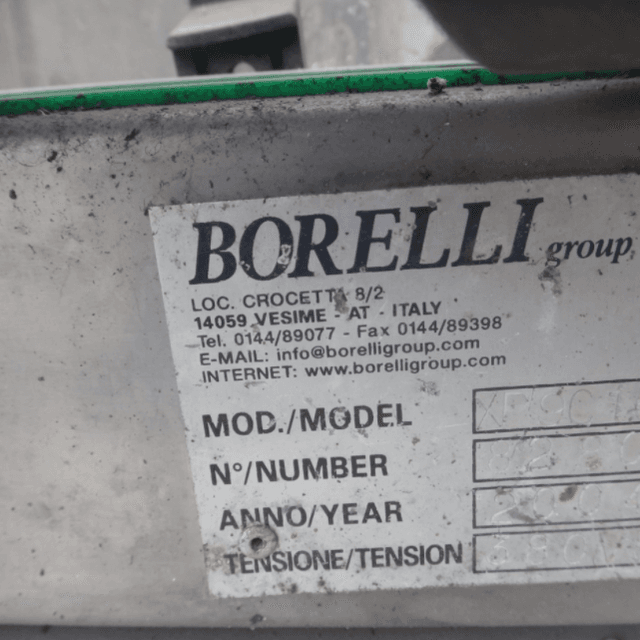 BORELLI group
LOC. CROCETTA 8/2
14059 VESIME - AT - ITALY
Tel. 0144/89077 - Fax 0144/89398
E-MAIL: info@borelligroup.com
INTERNET: www.borelligroup.com
MOD./MODEL
N°/NUMBER
ANNO/YEAR
TENSIONE/TENSION